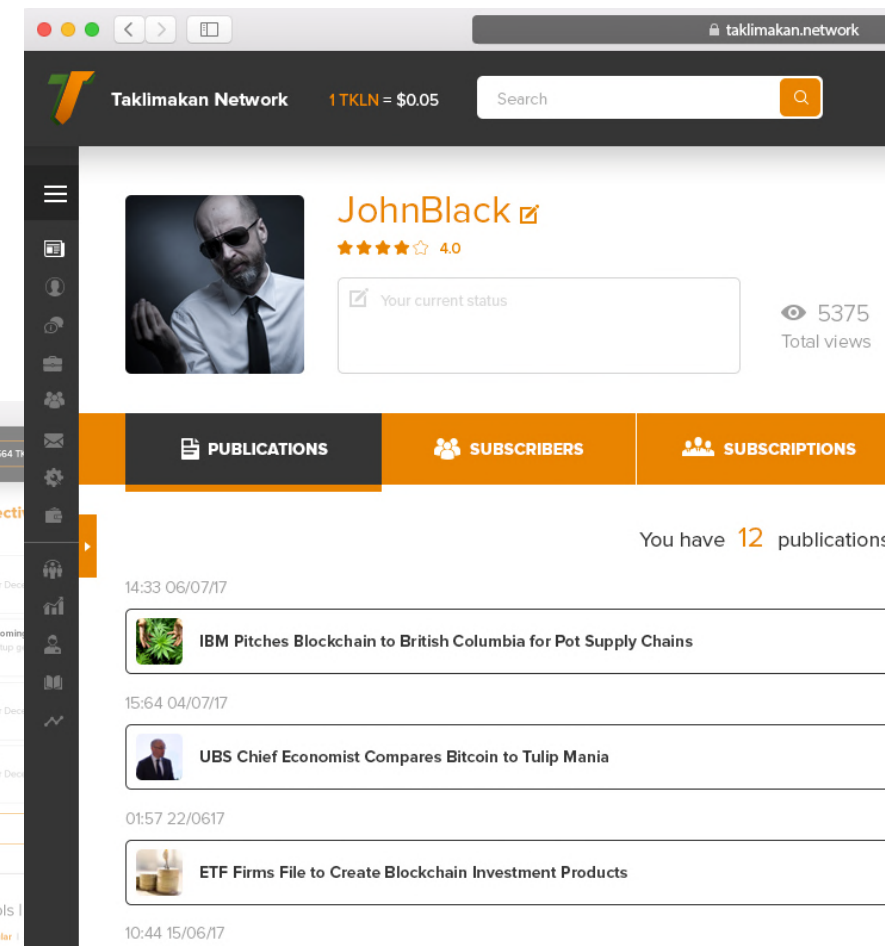 taklimakan.network
Taklimakan Network
1 TKLN = $0.05
Search
JohnBlack
4.0
Your current status
5375
Total views
PUBLICATIONS
SUBSCRIBERS
SUBSCRIPTIONS
You have 12 publications
14:33 06/07/17
IBM Pitches Blockchain to British Columbia for Pot Supply Chains
15:64 04/07/17
UBS Chief Economist Compares Bitcoin to Tulip Mania
01:57 22/0617
ETF Firms File to Create Blockchain Investment Products
10:44 15/06/17